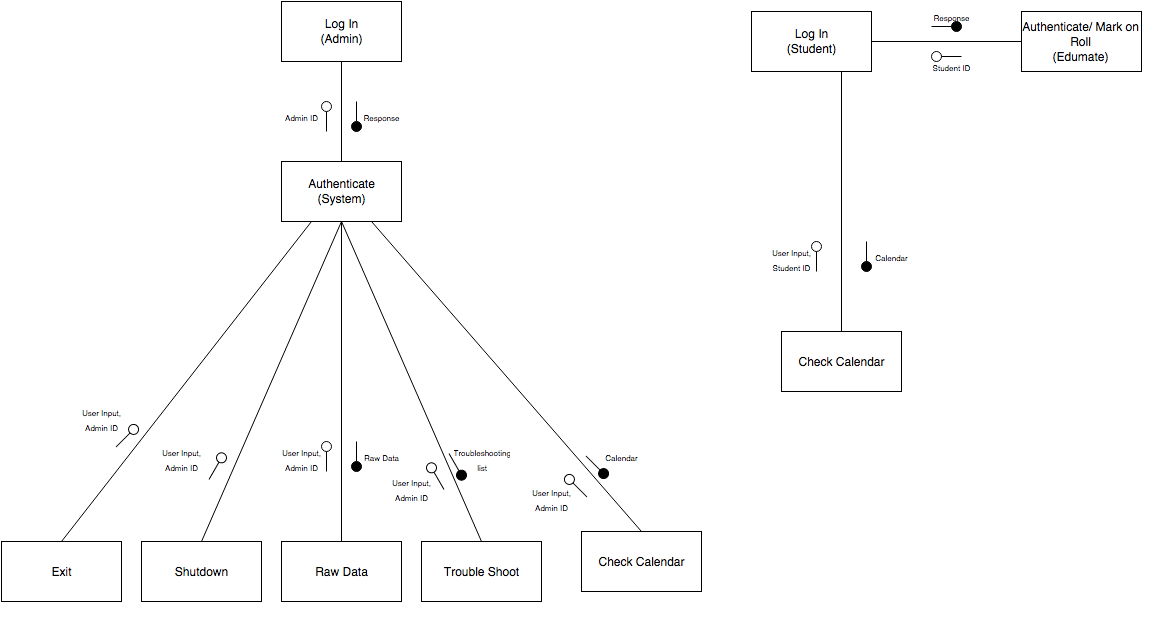 Log In
(Admin)
Admin ID
Response
Authenticate
(System)
User Input,
Admin ID
User Input,
Admin ID
User Input,
Admin ID
Raw Data
Troubleshooting
list
User Input,
Admin ID
Calendar
User Input,
Admin ID
Exit
Shutdown
Raw Data
Trouble Shoot
Check Calendar
Log In
(Student)
Response
Student ID
Authenticate/ Mark on
Roll
(Edumate)
User Input,
Student ID
Calendar
Check Calendar